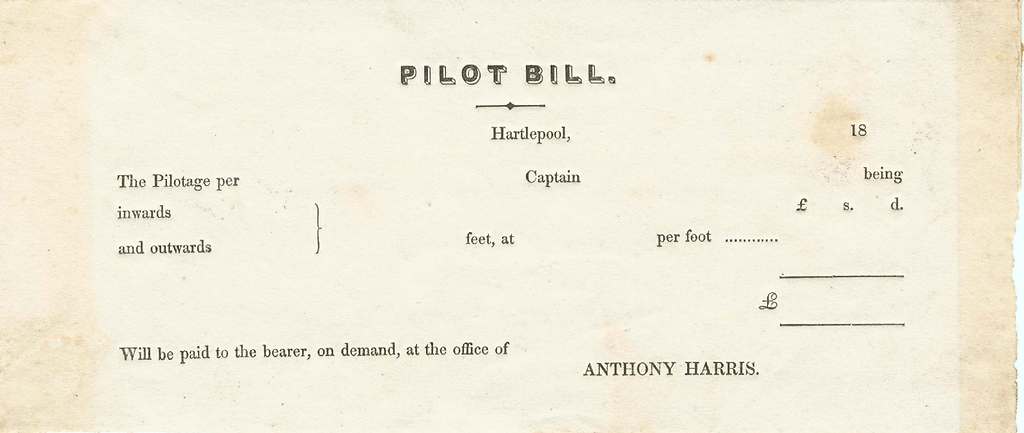 PILOT BILL.
Hartlepool, 18
The Pilotage per Captain being
inwards £ s. d.
and outwards } feet, at per foot ............
£
Will be paid to the bearer, on demand, at the office of
ANTHONY HARRIS.